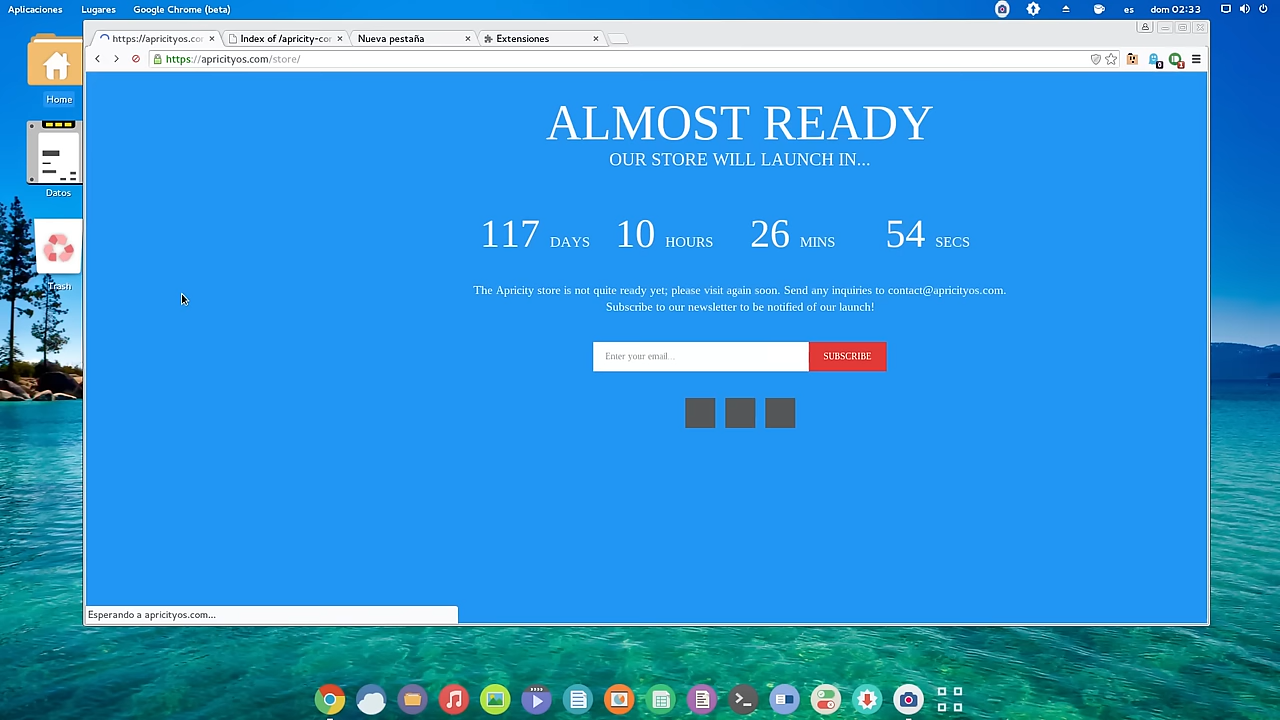 Aplicaciones Lugares Google Chrome (beta) es dom 02:33
https://apricityos.co Index of /apricity-co Nueva pestaña Extensiones
https://apricityos.com/store/ 0 1
Home
Datos
Trash
ALMOST READY
OUR STORE WILL LAUNCH IN...
117 DAYS 10 HOURS 26 MINS 54 SECS
The Apricity store is not quite ready yet; please visit again soon. Send any inquiries to contact@apricityos.com.
Subscribe to our newsletter to be notified of our launch!
Enter your email... SUBSCRIBE
Esperando a apricityos.com...